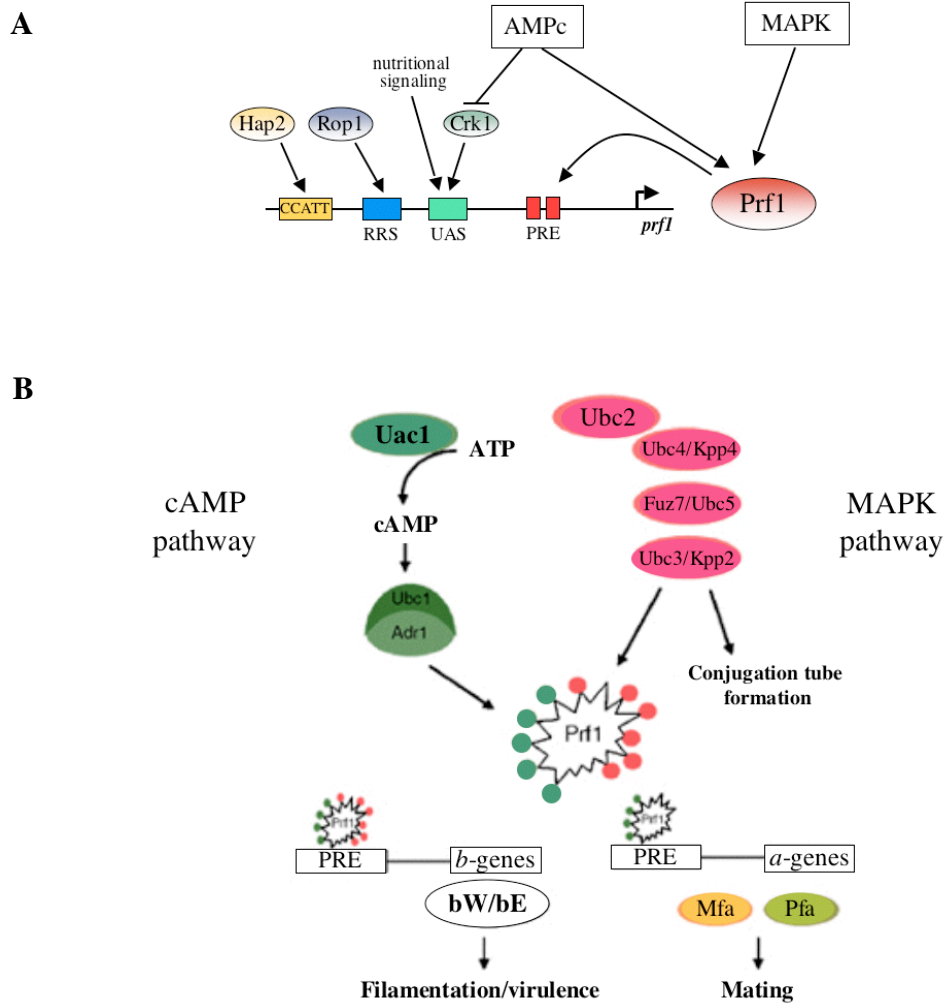 A
AMPc
MAPK
nutritional
signaling
Hap2
Rop1
Crk1
Prf1
CCATT
RRS
UAS
PRE
prf1
B
Uac1
ATP
Ubc2
Ubc4/Kpp4
cAMP
pathway
cAMP
Fuz7/Ubc5
MAPK
pathway
Ubc3/Kpp2
Ubc1
Adr1
Conjugation tube
formation
Prf1
Prf1
PRE
b-genes
bW/bE
Filamentation/virulence
Prf1
PRE
a-genes
Mfa
Pfa
Mating